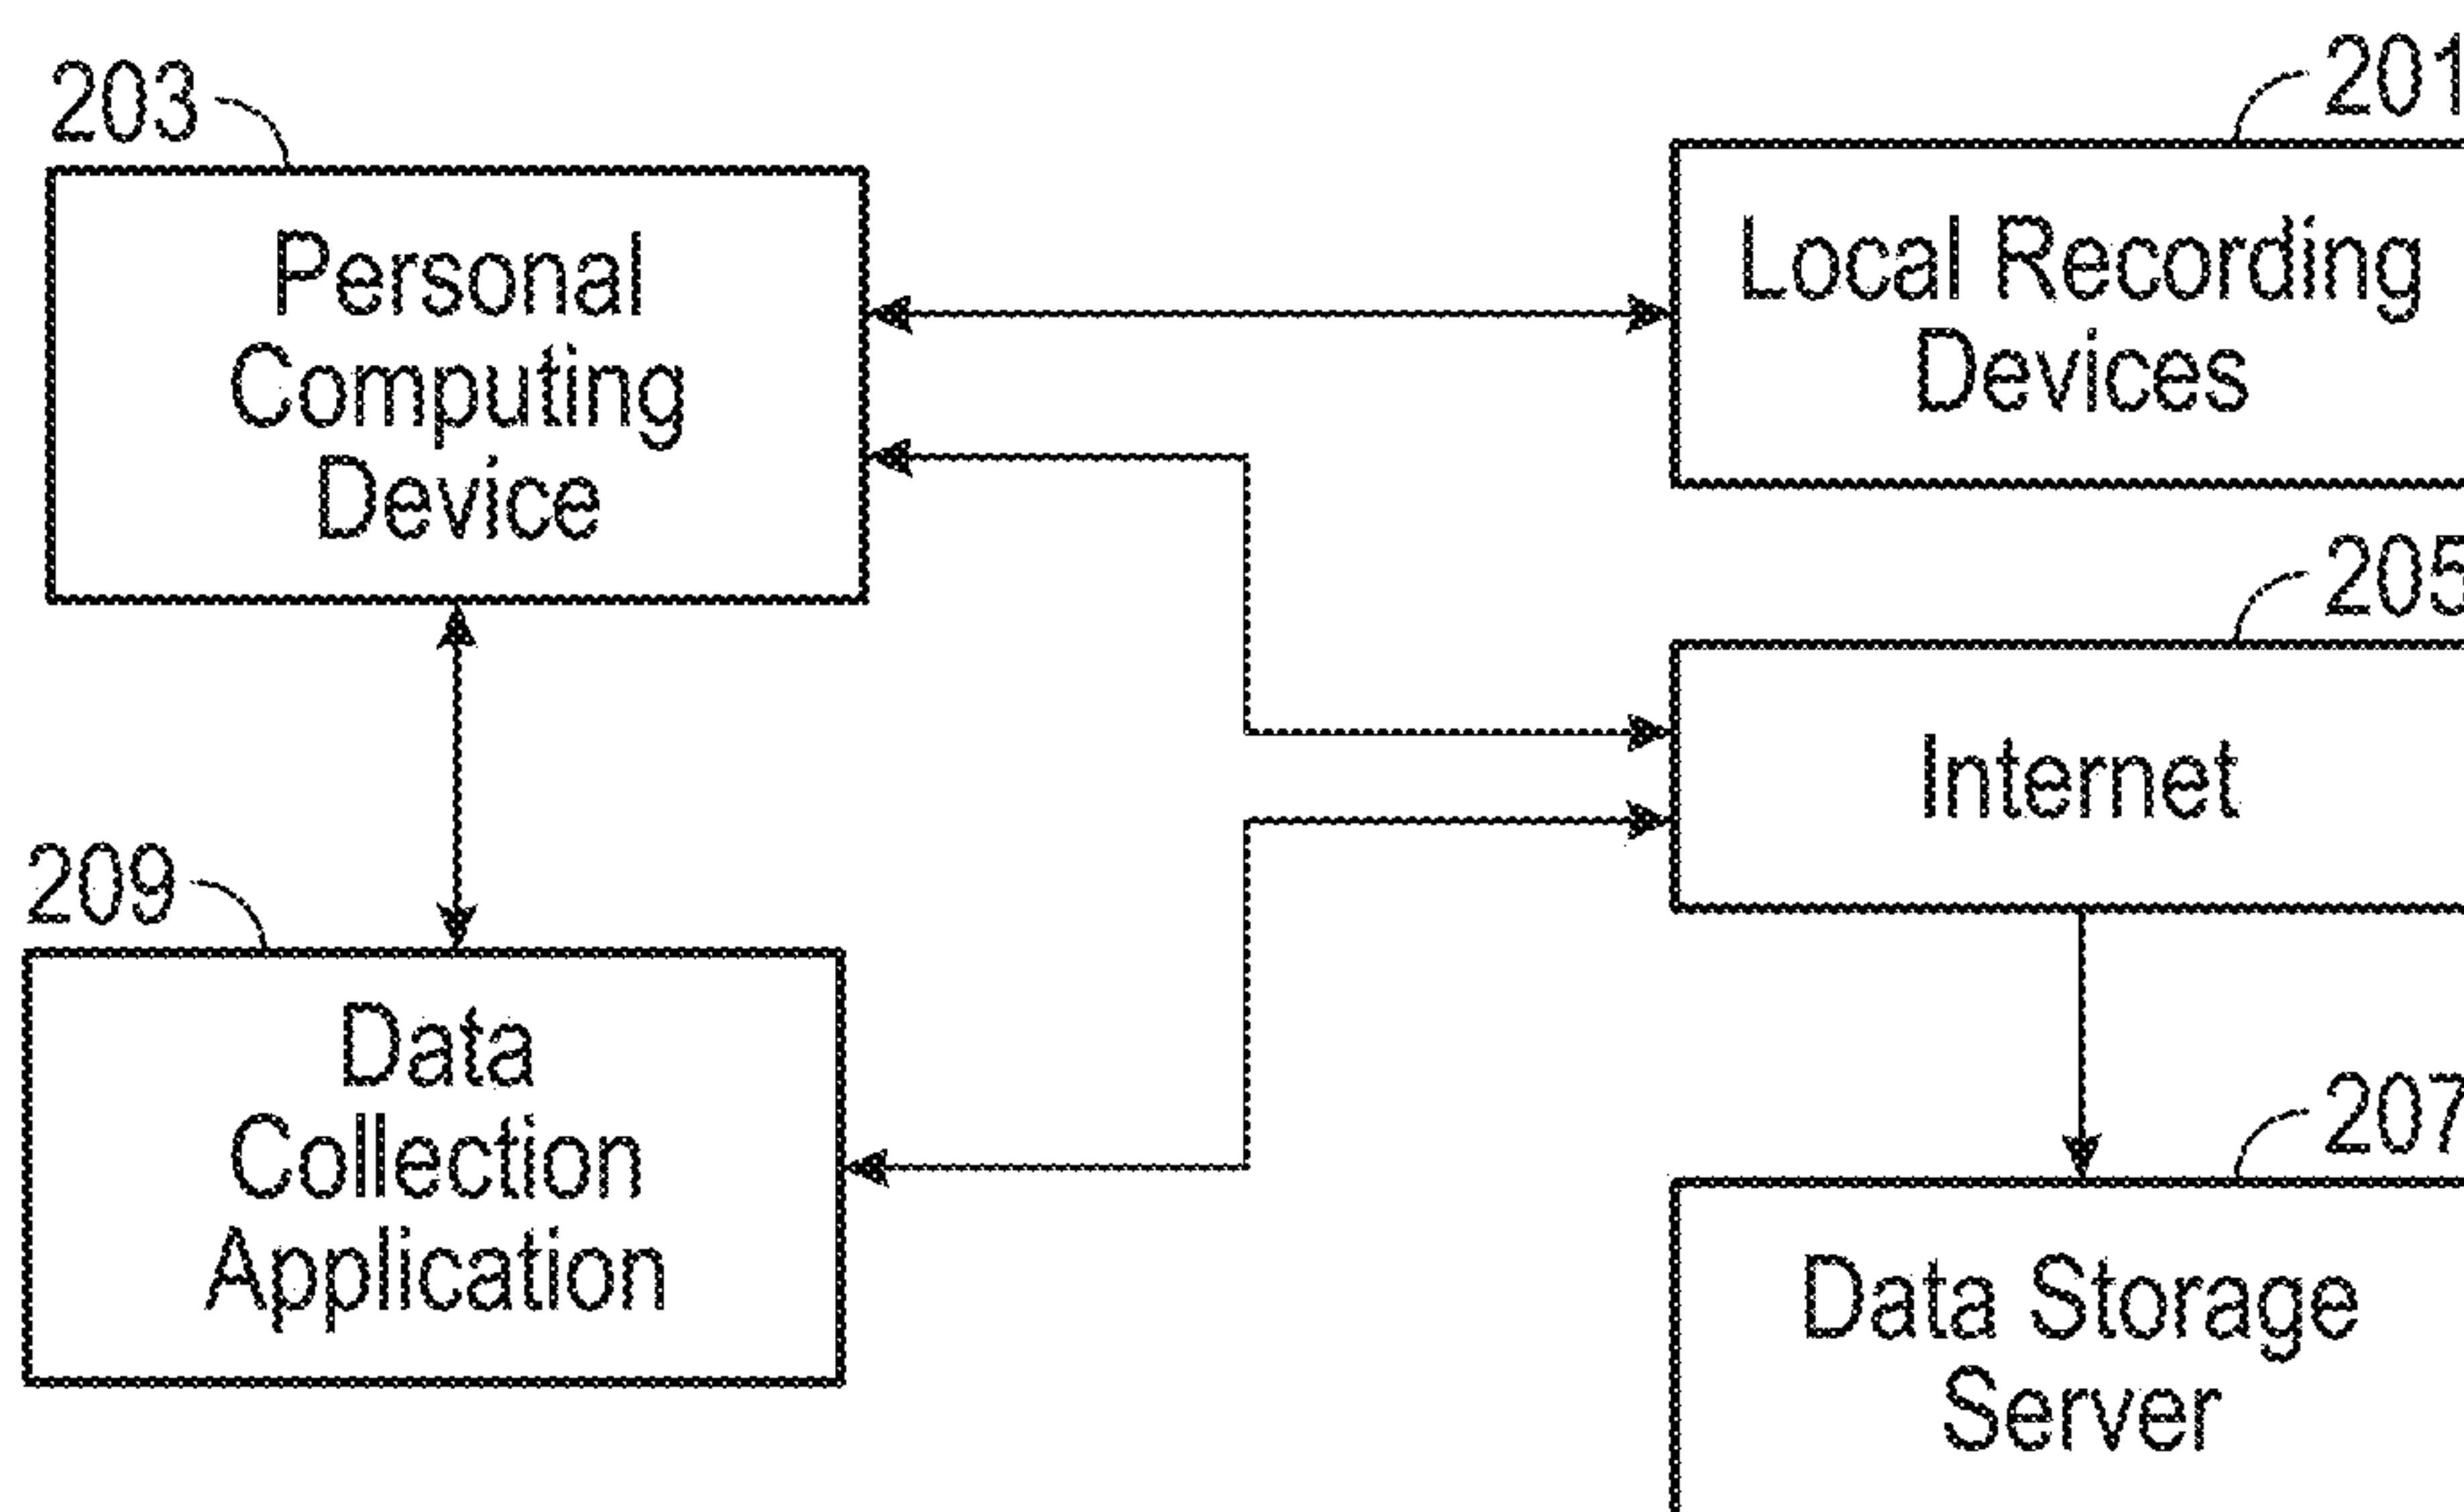 203
Personal
Computing
Device
201
Local Recording
Devices
205
Internet
209
Data
Collection
Application
207
Data Storage
Server